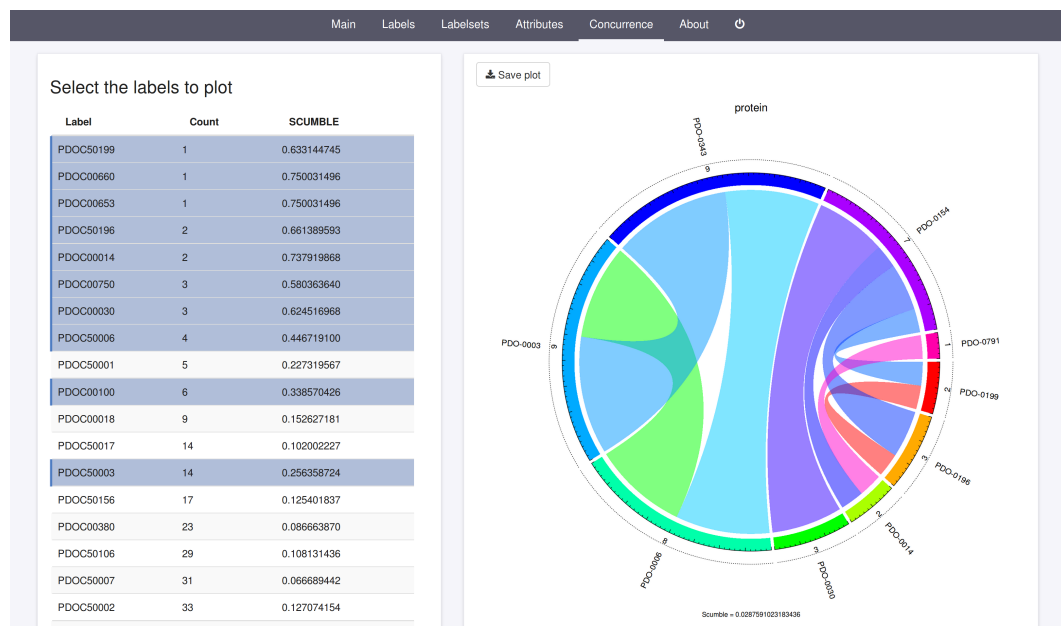 Main Labels Labelsets Attributes Concurrence About
Select the labels to plot
Label Count SCUMBLE
PDOC50199 1 0.633144745
PDOC00660 1 0.750031496
PDOC00653 1 0.750031496
PDOC50196 2 0.661389593
PDOC00014 2 0.737919868
PDOC00750 3 0.580363640
PDOC00030 3 0.624516968
PDOC50006 4 0.446719100
PDOC50001 5 0.227319567
PDOC00100 6 0.338570426
PDOC00018 9 0.152627181
PDOC50017 14 0.102002227
PDOC50003 14 0.256358724
PDOC50156 17 0.125401837
PDOC00380 23 0.086663870
PDOC50106 29 0.108131436
PDOC50007 31 0.066689442
PDOC50002 33 0.127074154
Save plot
protein
PDO-0343
9
PDO-0154
7
PDO-0791
1
PDO-0199
2
PDO-0196
3
PDO-0014
2
PDO-0030
3
PDO-0006
8
PDO-0003
9
Scumble = 0.0287591023183436